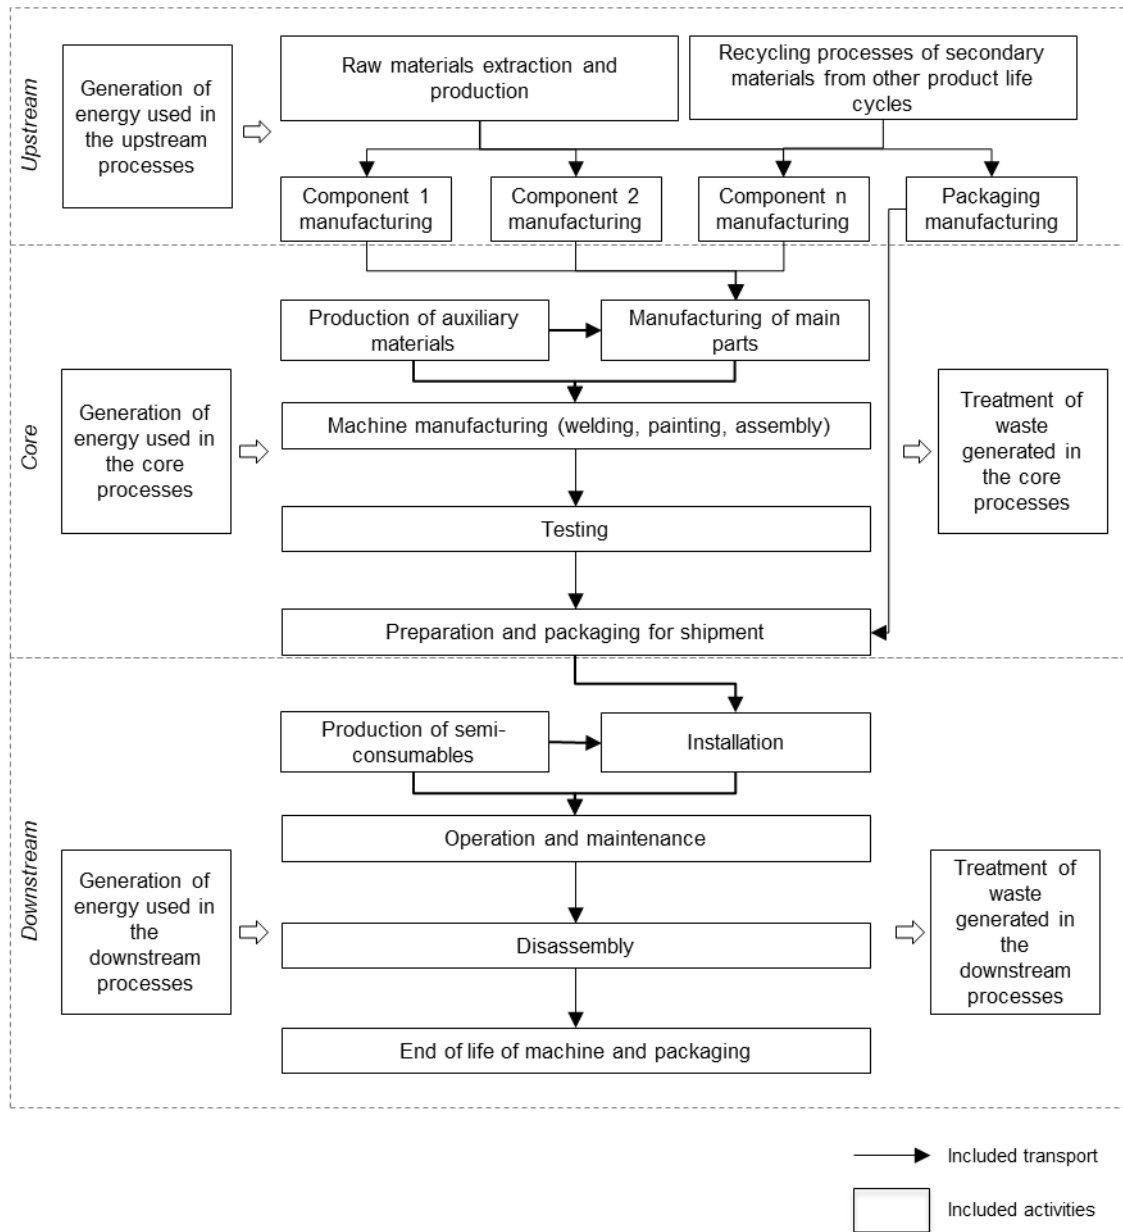 Upstream
Generation of
energy used in
the upstream
processes
Raw materials extraction and
production
Recycling processes of secondary
materials from other product life
cycles
Component 1
manufacturing
Component 2
manufacturing
Component n
manufacturing
Packaging
manufacturing
Core
Generation of
energy used in
the core
processes
Production of auxiliary
materials
Manufacturing of main
parts
Machine manufacturing (welding, painting, assembly)
Testing
Preparation and packaging for shipment
Treatment of
waste
generated in
the core
processes
Downstream
Generation of
energy used in
the
downstream
processes
Production of semi-
consumables
Installation
Operation and maintenance
Disassembly
End of life of machine and packaging
Treatment of
waste
generated in
the
downstream
processes
Included transport
Included activities